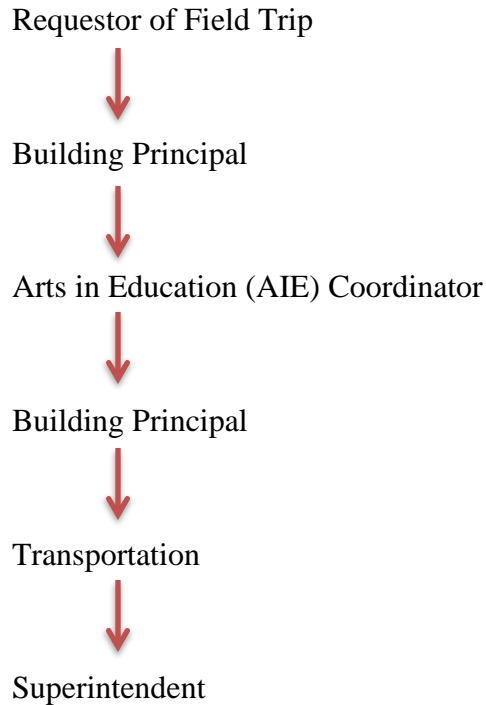 Requestor of Field Trip
Building Principal
Arts in Education (AIE) Coordinator
Building Principal
Transportation
Superintendent